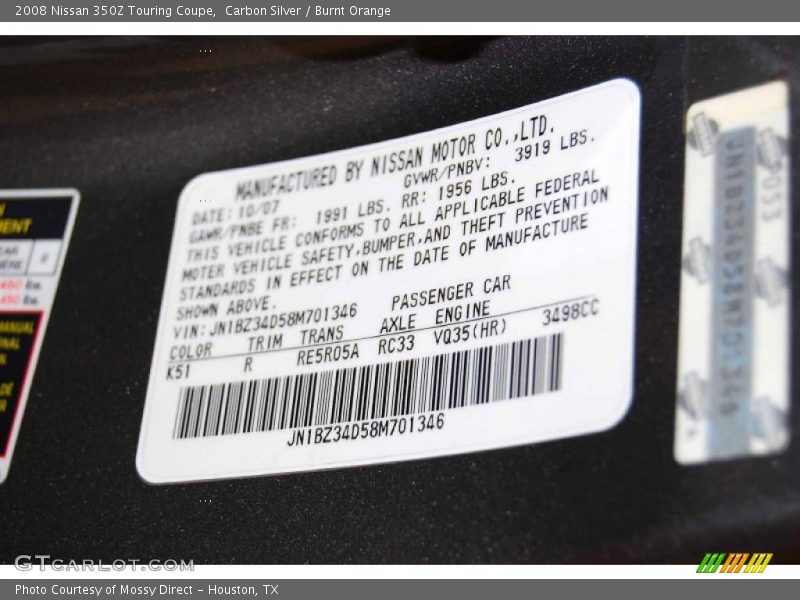 2008 Nissan 350Z Touring Coupe,  Carbon Silver / Burnt Orange
MANUFACTURED BY NISSAN MOTOR CO.,LTD.
DATE: 10/07 GVWR/PNBV: 3919 LBS.
GAWR/PNBE FR: 1991 LBS. RR: 1956 LBS.
THIS VEHICLE CONFORMS TO ALL APPLICABLE FEDERAL
MOTER VEHICLE SAFETY,BUMPER,AND THEFT PREVENTION
STANDARDS IN EFFECT ON THE DATE OF MANUFACTURE
SHOWN ABOVE.
VIN: JN1BZ34D58M701346 PASSENGER CAR
COLOR TRIM TRANS AXLE ENGINE
K51 R RE5R05A RC33 VQ35(HR) 3498CC
JN1BZ34D58M701346
JN1BZ34D58M701346
GTcarlot.com
Photo Courtesy of Mossy Direct – Houston, TX